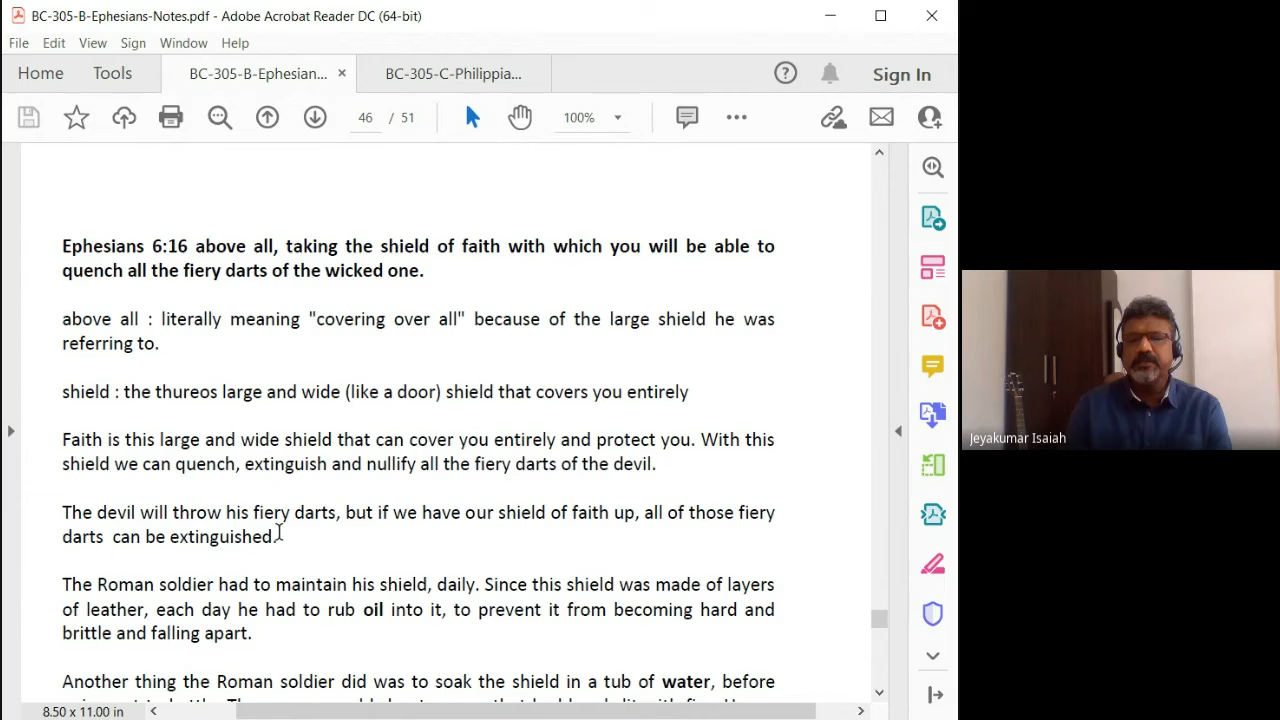 BC-305-B-Ephesians-Notes.pdf - Adobe Acrobat Reader DC (64-bit)
File Edit View Sign Window Help
Home Tools BC-305-B-Ephesian... × BC-305-C-Philippia... Sign In
46 / 51 100%
Ephesians 6:16 above all, taking the shield of faith with which you will be able to
quench all the fiery darts of the wicked one.
above all : literally meaning "covering over all" because of the large shield he was
referring to.
shield : the thureos large and wide (like a door) shield that covers you entirely
Faith is this large and wide shield that can cover you entirely and protect you. With this
shield we can quench, extinguish and nullify all the fiery darts of the devil.
The devil will throw his fiery darts, but if we have our shield of faith up, all of those fiery
darts can be extinguished.
The Roman soldier had to maintain his shield, daily. Since this shield was made of layers
of leather, each day he had to rub oil into it, to prevent it from becoming hard and
brittle and falling apart.
Another thing the Roman soldier did was to soak the shield in a tub of water, before
8.50 x 11.00 in
Jeyakumar Isaiah